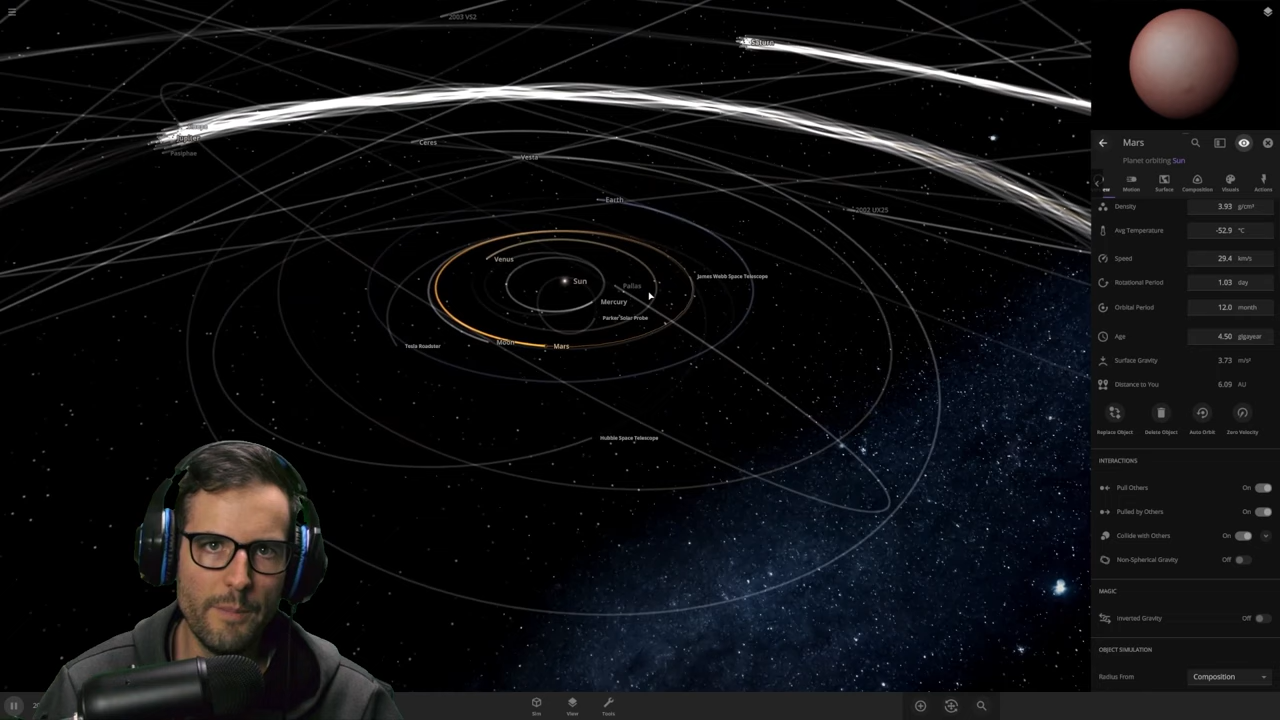 2003 VS2
Saturn
Jupiter
Pasiphae
Ceres
Vesta
Earth
2002 UX25
Venus
Sun
Pallas
James Webb Space Telescope
Mercury
Parker Solar Probe
Tesla Roadster
Moon
Mars
Hubble Space Telescope
Mars
Planet orbiting Sun
Motion
Surface
Composition
Visuals
Actions
Density 3.93 g/cm³
Avg Temperature -52.9 °C
Speed 29.4 km/s
Rotational Period 1.03 day
Orbital Period 12.0 month
Age 4.50 gigayear
Surface Gravity 3.73 m/s²
Distance to You 6.09 AU
Replace Object
Delete Object
Auto Orbit
Zero Velocity
INTERACTIONS
Pull Others On
Pulled by Others On
Collide with Others On
Non-Spherical Gravity Off
MAGIC
Inverted Gravity Off
OBJECT SIMULATION
Radius From Composition
Sim
View
Tools